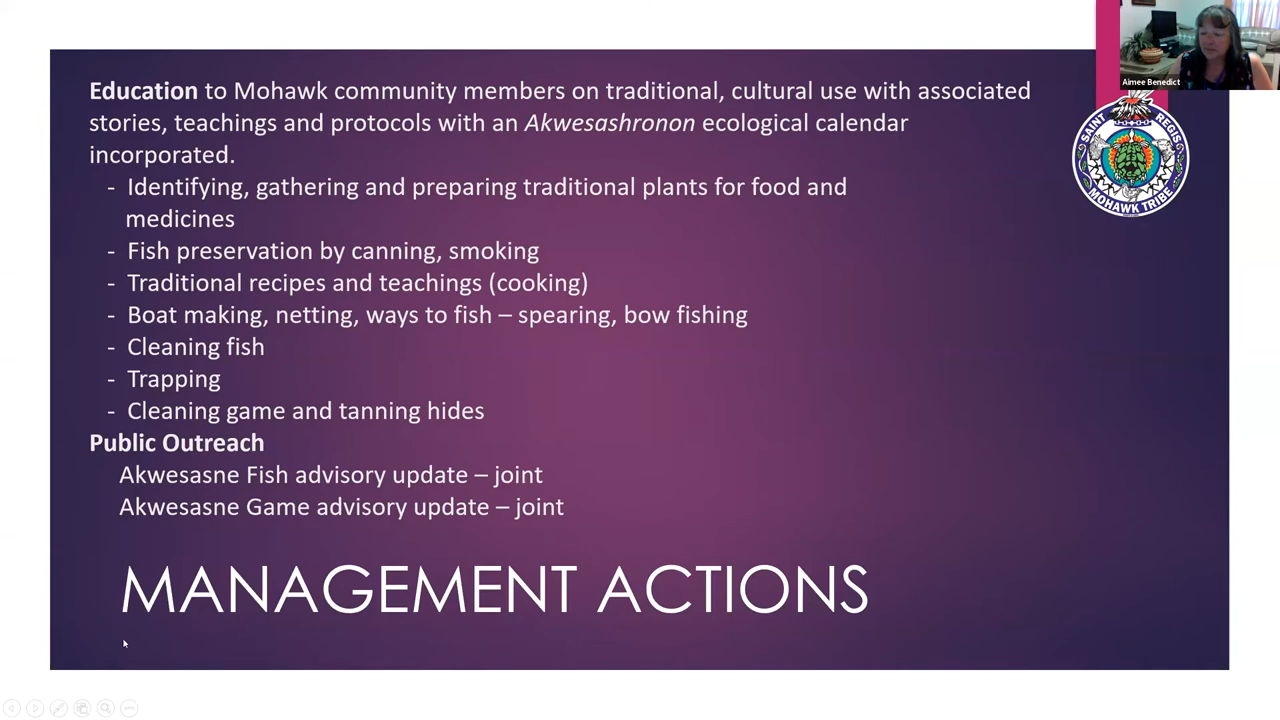 Aimee Benedict
SAINT REGIS
MOHAWK TRIBE
Education to Mohawk community members on traditional, cultural use with associated
stories, teachings and protocols with an Akwesashronon ecological calendar
incorporated.
- Identifying, gathering and preparing traditional plants for food and
medicines
- Fish preservation by canning, smoking
- Traditional recipes and teachings (cooking)
- Boat making, netting, ways to fish – spearing, bow fishing
- Cleaning fish
- Trapping
- Cleaning game and tanning hides
Public Outreach
Akwesasne Fish advisory update – joint
Akwesasne Game advisory update – joint
MANAGEMENT ACTIONS